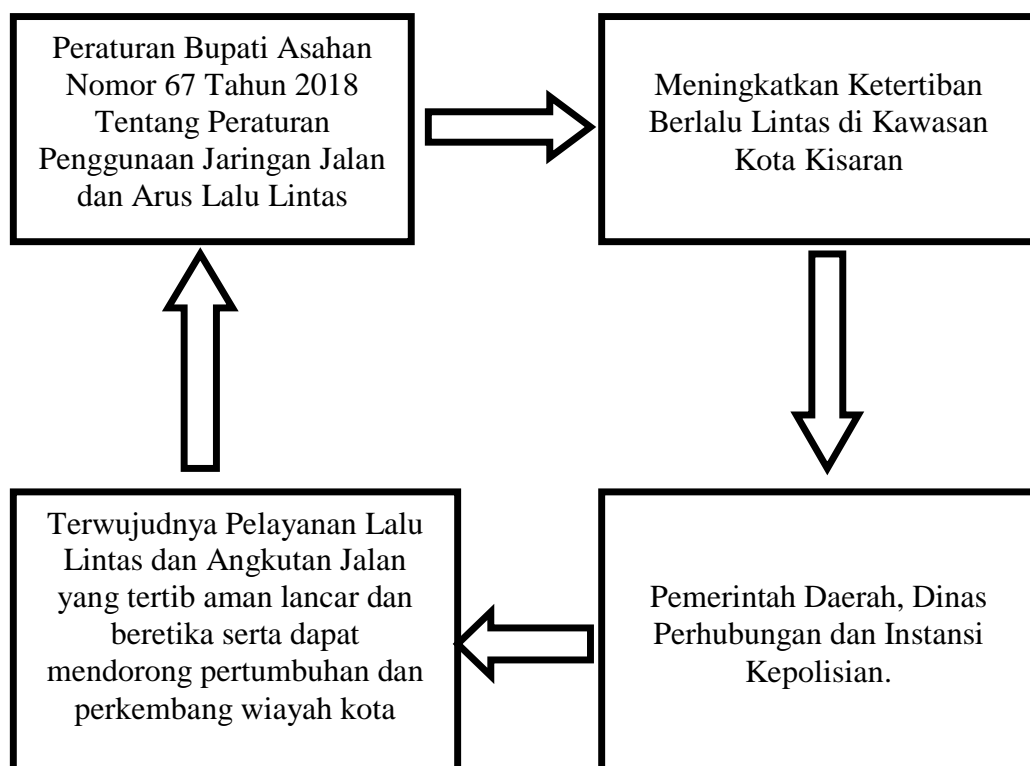 Peraturan Bupati Asahan
Nomor 67 Tahun 2018
Tentang Peraturan
Penggunaan Jaringan Jalan
dan Arus Lalu Lintas
Meningkatkan Ketertiban
Berlalu Lintas di Kawasan
Kota Kisaran
Terwujudnya Pelayanan Lalu
Lintas dan Angkutan Jalan
yang tertib aman lancar dan
beretika serta dapat
mendorong pertumbuhan dan
perkembang wiayah kota
Pemerintah Daerah, Dinas
Perhubungan dan Instansi
Kepolisian.